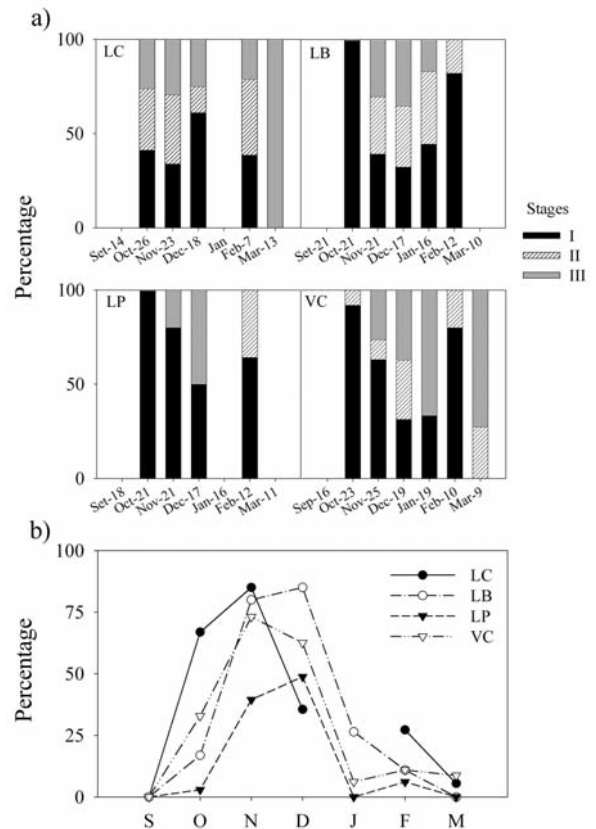 a)
100
50
0
LC
LB
Set-14
Oct-26
Nov-23
Dec-18
Jan
Feb-7
Mar-13
Set-21
Oct-21
Nov-21
Dec-17
Jan-16
Feb-12
Mar-10
Stages
I
II
III
Percentage
100
50
0
LP
VC
Set-18
Oct-21
Nov-21
Dec-17
Jan-16
Feb-12
Mar-11
Sep-16
Oct-23
Nov-25
Dec-19
Jan-19
Feb-10
Mar-9
b)
100
75
50
25
0
Percentage
LC
LB
LP
VC
S O N D J F M